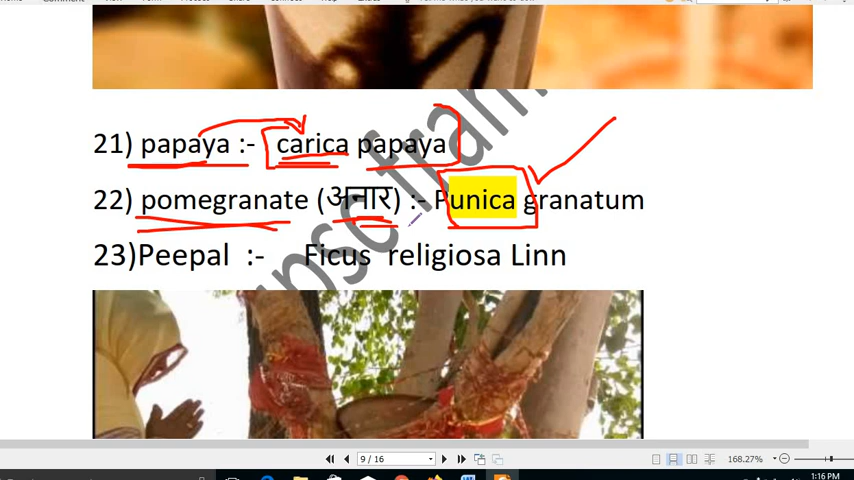 21) papaya :- carica papaya
22) pomegranate (अनार) :- Punica granatum
23)Peepal :- Ficus religiosa Linn
9 / 16
168.27%
1:16 PM